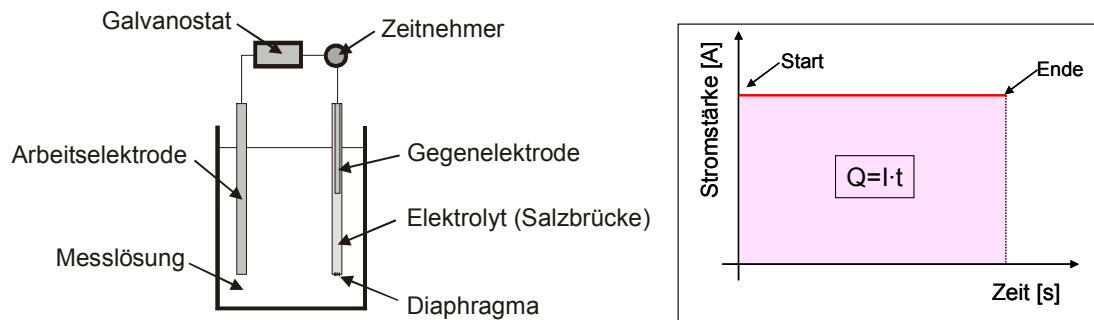 Galvanostat
Zeitnehmer
Arbeitselektrode
Gegenelektrode
Elektrolyt (Salzbrücke)
Messlösung
Diaphragma
Stromstärke [A]
Start
Ende
Q=I·t
Zeit [s]